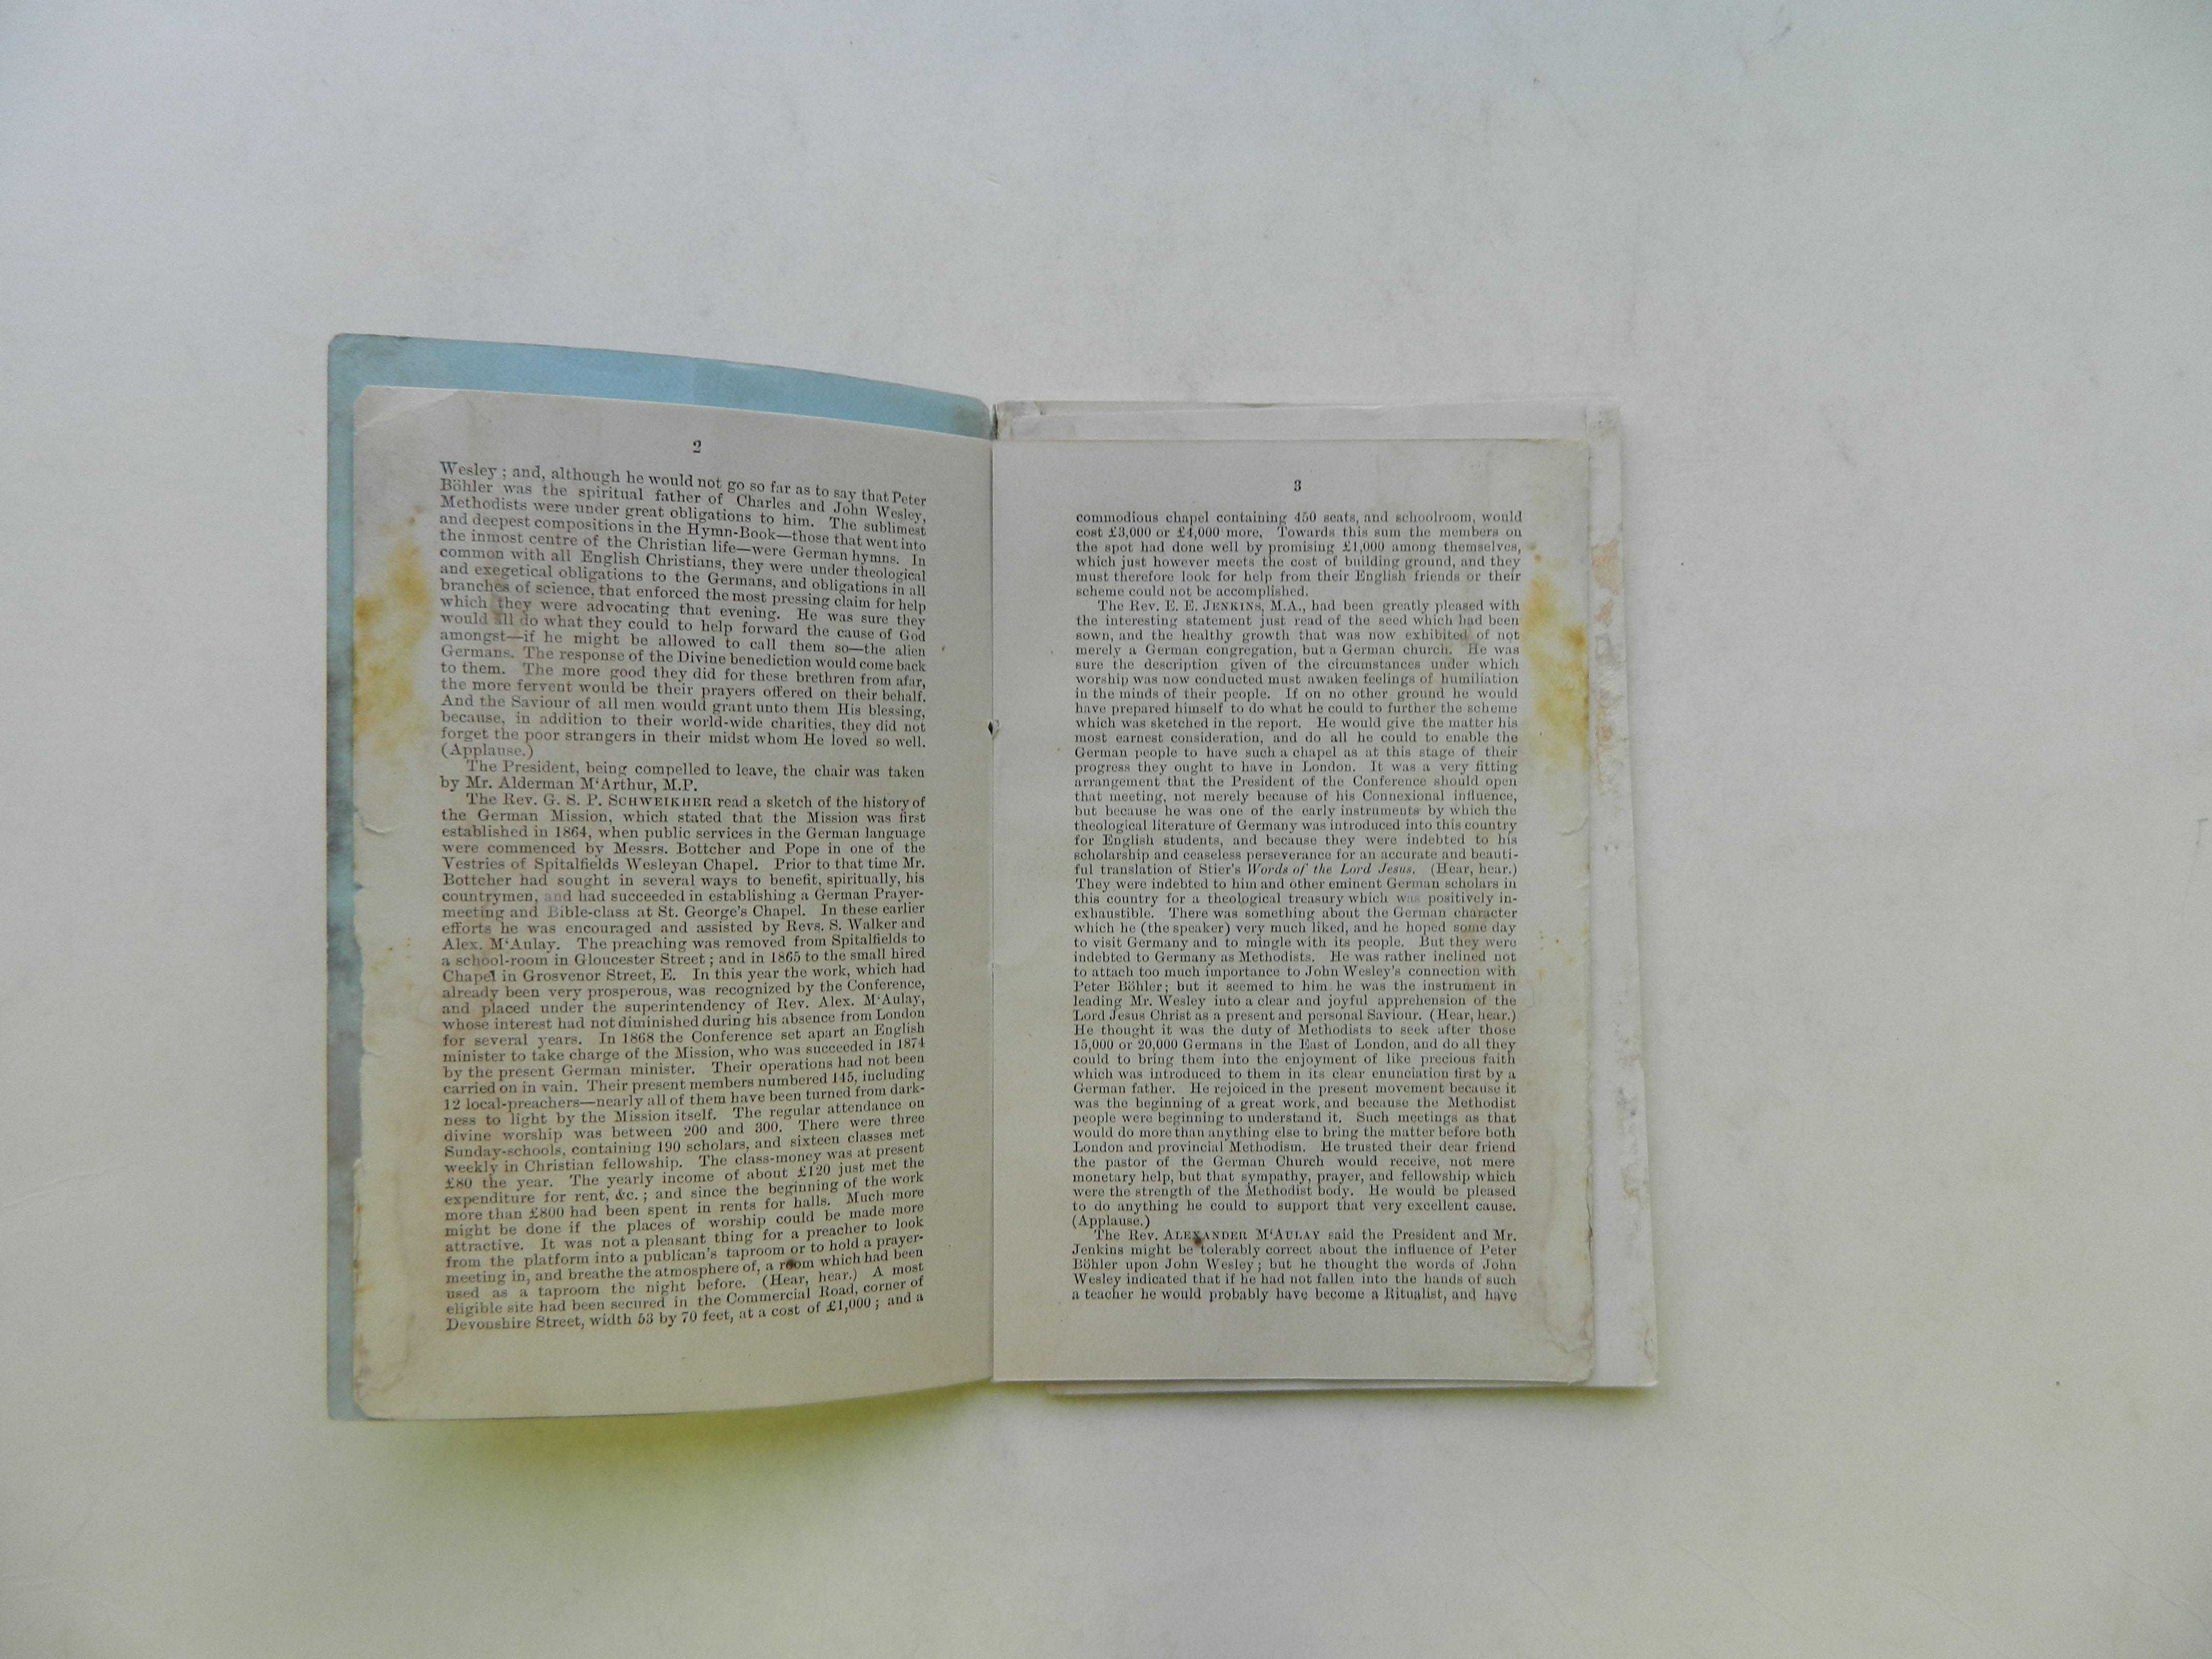 2
Wesley ; and, although he would not go so far as to say that Peter
Böhler was the spiritual father of Charles and John Wesley,
Methodists were under great obligations to him. The sublimest
and deepest compositions in the Hymn-Book—those that went into
the inmost centre of the Christian life—were German hymns. In
common with all English Christians, they were under theological
and exegetical obligations to the Germans, and obligations in all
branches of science, that enforced the most pressing claim for help
which they were advocating that evening. He was sure they
would all do what they could to help forward the cause of God
amongst—if he might be allowed to call them so—the alien
Germans. The response of the Divine benediction would come back
to them. The more good they did for these brethren from afar,
the more fervent would be their prayers offered on their behalf.
And the Saviour of all men would grant unto them His blessing,
because, in addition to their world-wide charities, they did not
forget the poor strangers in their midst whom He loved so well.
(Applause.)
The President, being compelled to leave, the chair was taken
by Mr. Alderman M‘Arthur, M.P.
The Rev. G. S. P. SCHWEIKHER read a sketch of the history of
the German Mission, which stated that the Mission was first
established in 1864, when public services in the German language
were commenced by Messrs. Bottcher and Pope in one of the
Vestries of Spitalfields Wesleyan Chapel. Prior to that time Mr.
Bottcher had sought in several ways to benefit, spiritually, his
countrymen, and had succeeded in establishing a German Prayer-
meeting and Bible-class at St. George's Chapel. In these earlier
efforts he was encouraged and assisted by Revs. S. Walker and
Alex. M‘Aulay. The preaching was removed from Spitalfields to
a school-room in Gloucester Street ; and in 1865 to the small hired
Chapel in Grosvenor Street, E. In this year the work, which had
already been very prosperous, was recognized by the Conference,
and placed under the superintendency of Rev. Alex. M‘Aulay,
whose interest had not diminished during his absence from London
for several years. In 1868 the Conference set apart an English
minister to take charge of the Mission, who was succeeded in 1874
by the present German minister. Their operations had not been
carried on in vain. Their present members numbered 145, including
12 local-preachers—nearly all of them have been turned from dark-
ness to light by the Mission itself. The regular attendance on
divine worship was between 200 and 300. There were three
Sunday-schools, containing 190 scholars, and sixteen classes met
weekly in Christian fellowship. The class-money was at present
£80 the year. The yearly income of about £120 just met the
expenditure for rent, &c. ; and since the beginning of the work
more than £800 had been spent in rents for halls. Much more
might be done if the places of worship could be made more
attractive. It was not a pleasant thing for a preacher to look
from the platform into a publican's taproom or to hold a prayer-
meeting in, and breathe the atmosphere of, a room which had been
used as a taproom the night before. (Hear, hear.) A most
eligible site had been secured in the Commercial Road, corner of
Devonshire Street, width 53 by 70 feet, at a cost of £1,000 ; and a
3
commodious chapel containing 450 seats, and schoolroom, would
cost £3,000 or £4,000 more. Towards this sum the members on
the spot had done well by promising £1,000 among themselves,
which just however meets the cost of building ground, and they
must therefore look for help from their English friends or their
scheme could not be accomplished.
The Rev. E. E. JENKINS, M.A., had been greatly pleased with
the interesting statement just read of the seed which had been
sown, and the healthy growth that was now exhibited of not
merely a German congregation, but a German church. He was
sure the description given of the circumstances under which
worship was now conducted must awaken feelings of humiliation
in the minds of their people. If on no other ground he would
have prepared himself to do what he could to further the scheme
which was sketched in the report. He would give the matter his
most earnest consideration, and do all he could to enable the
German people to have such a chapel as at this stage of their
progress they ought to have in London. It was a very fitting
arrangement that the President of the Conference should open
that meeting, not merely because of his Connexional influence,
but because he was one of the early instruments by which the
theological literature of Germany was introduced into this country
for English students, and because they were indebted to his
scholarship and ceaseless perseverance for an accurate and beauti-
ful translation of Stier's Words of the Lord Jesus. (Hear, hear.)
They were indebted to him and other eminent German scholars in
this country for a theological treasury which was positively in-
exhaustible. There was something about the German character
which he (the speaker) very much liked, and he hoped some day
to visit Germany and to mingle with its people. But they were
indebted to Germany as Methodists. He was rather inclined not
to attach too much importance to John Wesley's connection with
Peter Böhler; but it seemed to him he was the instrument in
leading Mr. Wesley into a clear and joyful apprehension of the
Lord Jesus Christ as a present and personal Saviour. (Hear, hear.)
He thought it was the duty of Methodists to seek after those
15,000 or 20,000 Germans in the East of London, and do all they
could to bring them into the enjoyment of like precious faith
which was introduced to them in its clear enunciation first by a
German father. He rejoiced in the present movement because it
was the beginning of a great work, and because the Methodist
people were beginning to understand it. Such meetings as that
would do more than anything else to bring the matter before both
London and provincial Methodism. He trusted their dear friend
the pastor of the German Church would receive, not mere
monetary help, but that sympathy, prayer, and fellowship which
were the strength of the Methodist body. He would be pleased
to do anything he could to support that very excellent cause.
(Applause.)
The Rev. ALEXANDER M‘AULAY said the President and Mr.
Jenkins might be tolerably correct about the influence of Peter
Böhler upon John Wesley; but he thought the words of John
Wesley indicated that if he had not fallen into the hands of such
a teacher he would probably have become a Ritualist, and have